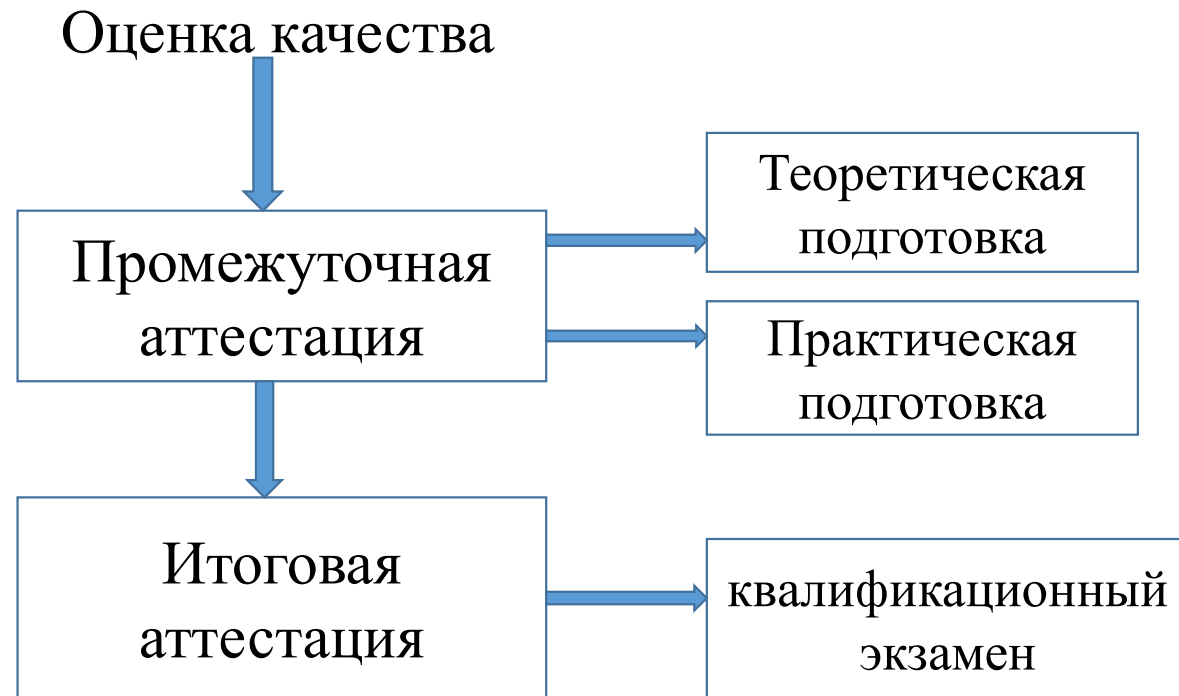 Оценка качества
Теоретическая
подготовка
Промежуточная
аттестация
Практическая
подготовка
Итоговая
аттестация
квалификационный
экзамен